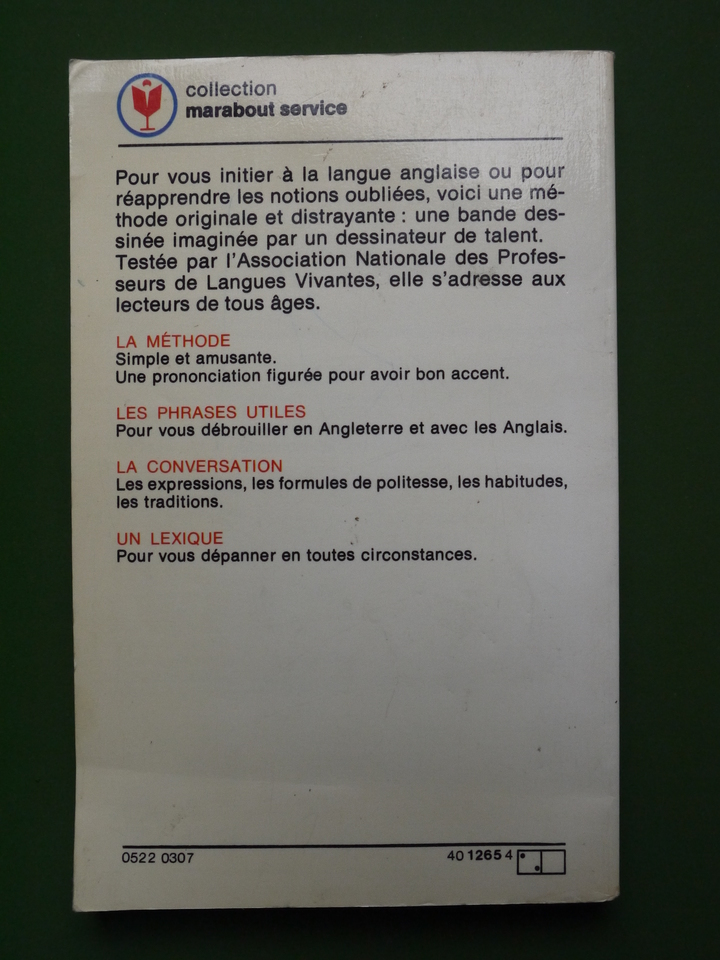 collection
marabout service
Pour vous initier à la langue anglaise ou pour
réapprendre les notions oubliées, voici une mé-
thode originale et distrayante : une bande des-
sinée imaginée par un dessinateur de talent.
Testée par l'Association Nationale des Profes-
seurs de Langues Vivantes, elle s'adresse aux
lecteurs de tous âges.
LA MÉTHODE
Simple et amusante.
Une prononciation figurée pour avoir bon accent.
LES PHRASES UTILES
Pour vous débrouiller en Angleterre et avec les Anglais.
LA CONVERSATION
Les expressions, les formules de politesse, les habitudes,
les traditions.
UN LEXIQUE
Pour vous dépanner en toutes circonstances.
0522 0307
40 1265 4